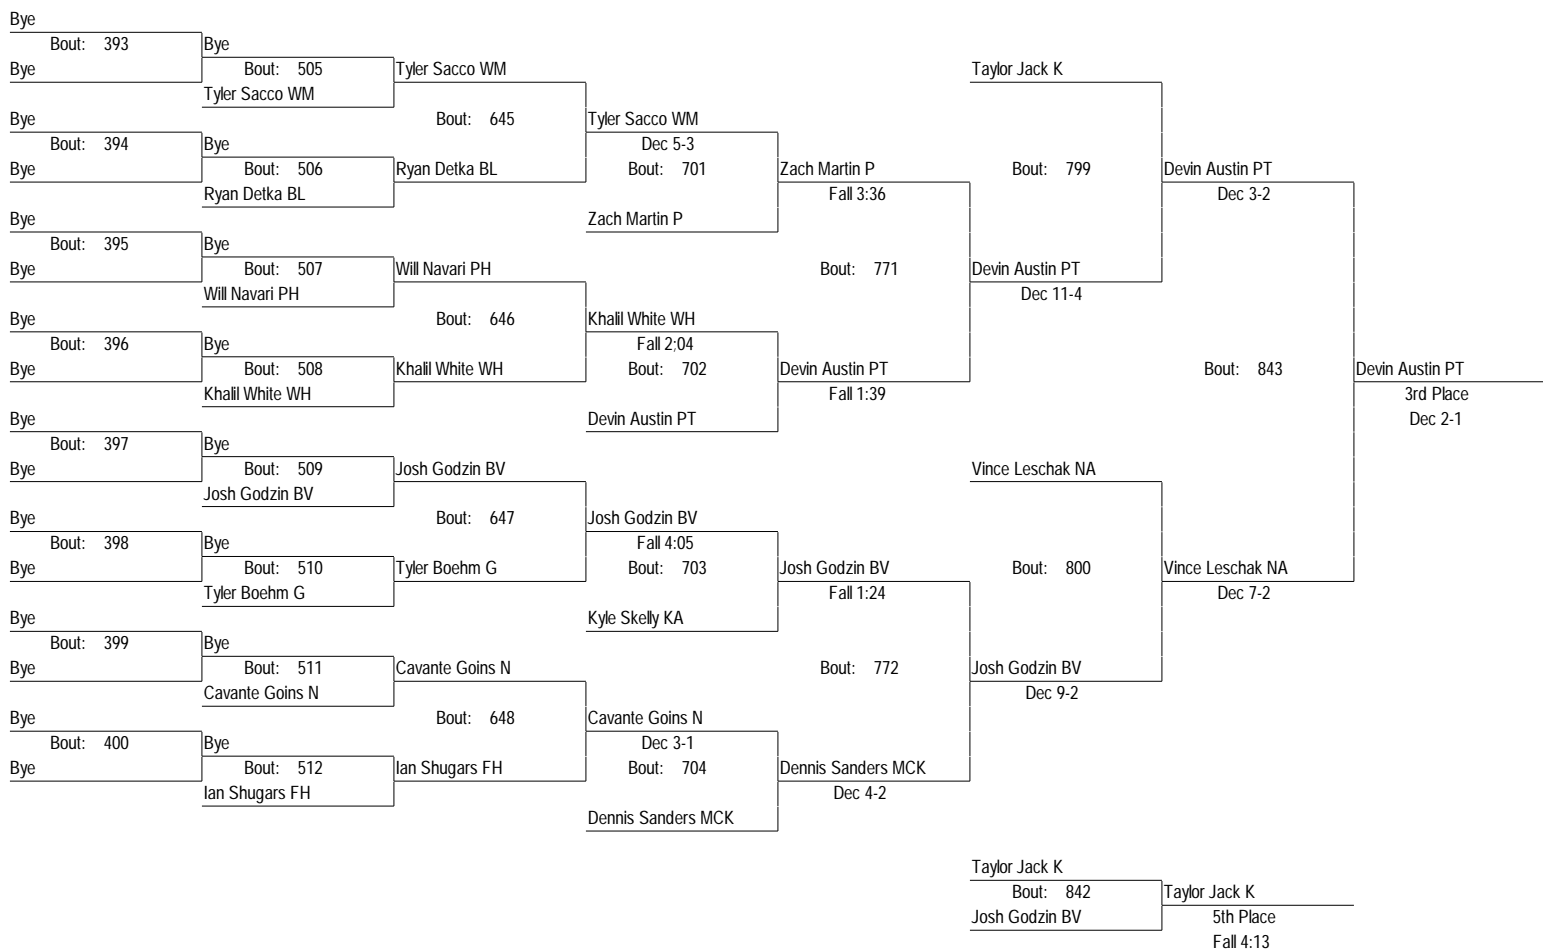 Bye
Bout: 393 Bye
Bye Bout: 505 Tyler Sacco WM Taylor Jack K
Tyler Sacco WM
Bye Bout: 645 Tyler Sacco WM
Bout: 394 Bye Dec 5-3
Bye Bout: 506 Ryan Detka BL Bout: 701 Zach Martin P Bout: 799 Devin Austin PT
Ryan Detka BL Fall 3:36 Dec 3-2
Bye Zach Martin P
Bout: 395 Bye
Bye Bout: 507 Will Navari PH Bout: 771 Devin Austin PT
Will Navari PH Dec 11-4
Bye Bout: 646 Khalil White WH
Bout: 396 Bye Fall 2;04
Bye Bout: 508 Khalil White WH Bout: 702 Devin Austin PT Bout: 843 Devin Austin PT
Khalil White WH Fall 1:39 3rd Place
Bye Devin Austin PT Dec 2-1
Bout: 397 Bye
Bye Bout: 509 Josh Godzin BV Vince Leschak NA
Josh Godzin BV
Bye Bout: 647 Josh Godzin BV
Bout: 398 Bye Fall 4:05
Bye Bout: 510 Tyler Boehm G Bout: 703 Josh Godzin BV Bout: 800 Vince Leschak NA
Tyler Boehm G Fall 1:24 Dec 7-2
Bye Kyle Skelly KA
Bout: 399 Bye
Bye Bout: 511 Cavante Goins N Bout: 772 Josh Godzin BV
Cavante Goins N Dec 9-2
Bye Bout: 648 Cavante Goins N
Bout: 400 Bye Dec 3-1
Bye Bout: 512 Ian Shugars FH Bout: 704 Dennis Sanders MCK
Ian Shugars FH Dec 4-2
Dennis Sanders MCK
Taylor Jack K
Bout: 842 Taylor Jack K
Josh Godzin BV 5th Place
Fall 4:13